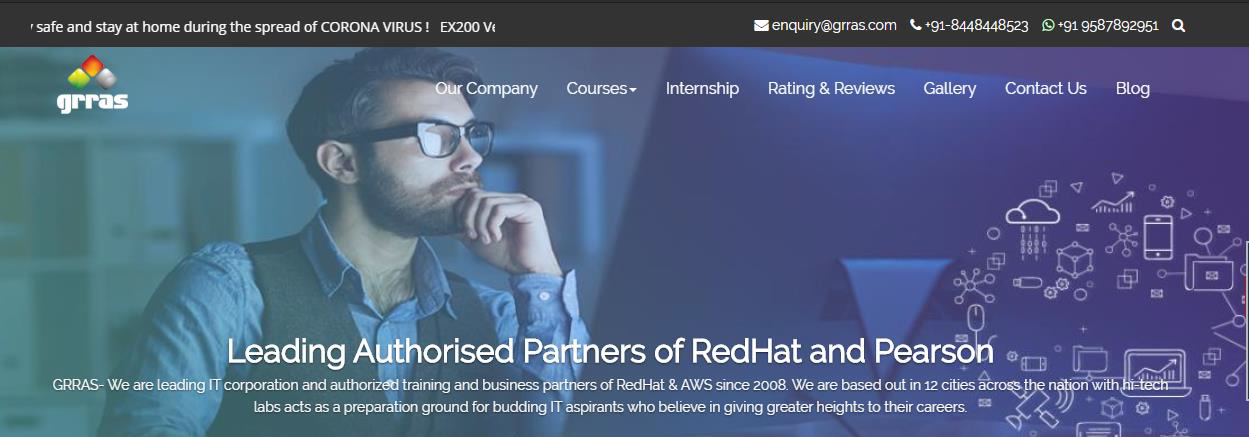 safe and stay at home during the spread of CORONA VIRUS ! EX200
enquiry@grras.com +91-8448448523 +91 9587892951
grras
Our Company Courses Internship Rating & Reviews Gallery Contact Us Blog
Leading Authorised Partners of RedHat and Pearson
GRRAS- We are leading IT corporation and authorized training and business partners of RedHat & AWS since 2008. We are based out in 12 cities across the nation with hi-tech
labs acts as a preparation ground for budding IT aspirants who believe in giving greater heights to their careers.